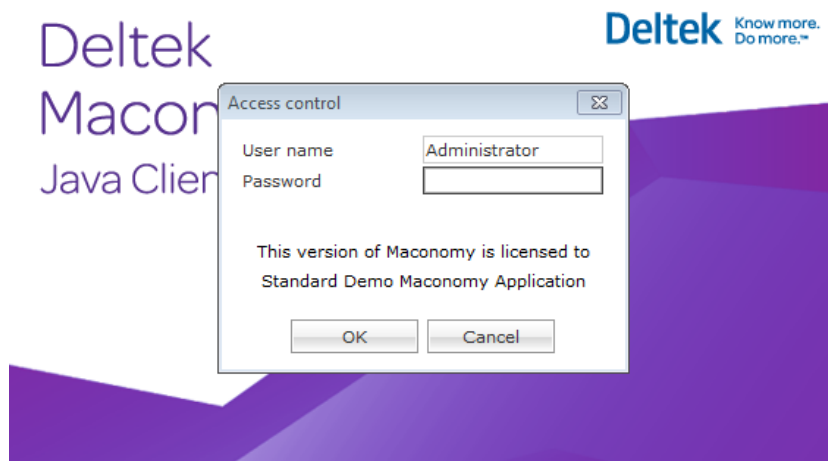 Deltek
Know more.
Do more.™
Deltek
Macon
Java Clien
Access control
User name
Administrator
Password
This version of Maconomy is licensed to
Standard Demo Maconomy Application
OK
Cancel